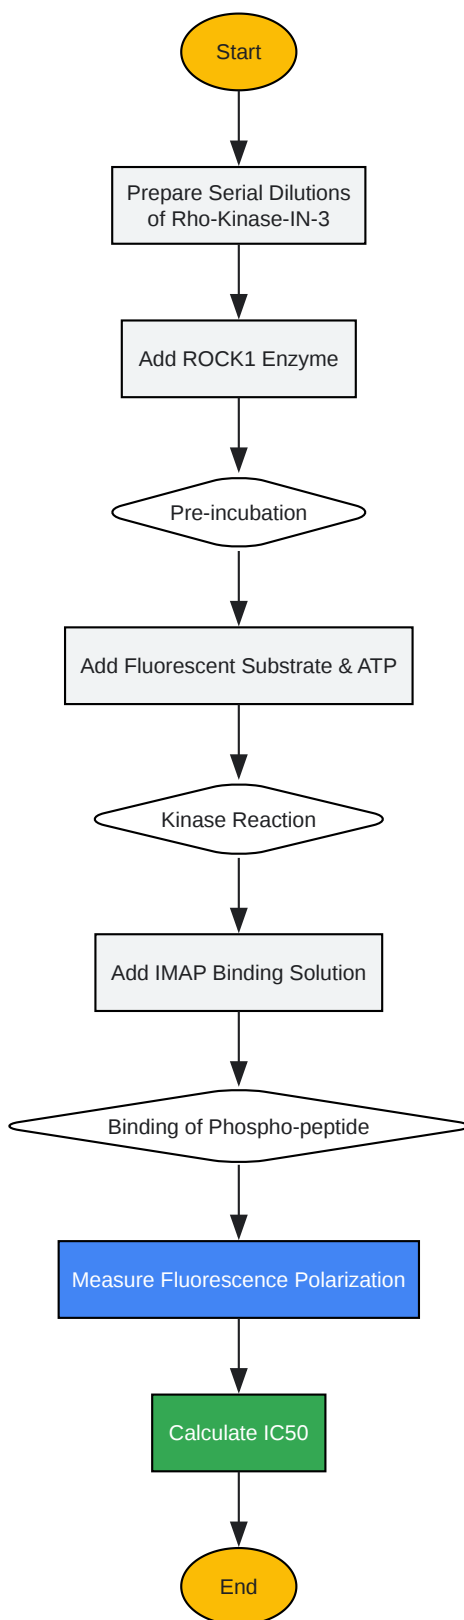 Start
Prepare Serial Dilutions
of Rho-Kinase-IN-3
Add ROCK1 Enzyme
Pre-incubation
Add Fluorescent Substrate & ATP
Kinase Reaction
Add IMAP Binding Solution
Binding of Phospho-peptide
Measure Fluorescence Polarization
Calculate IC50
End